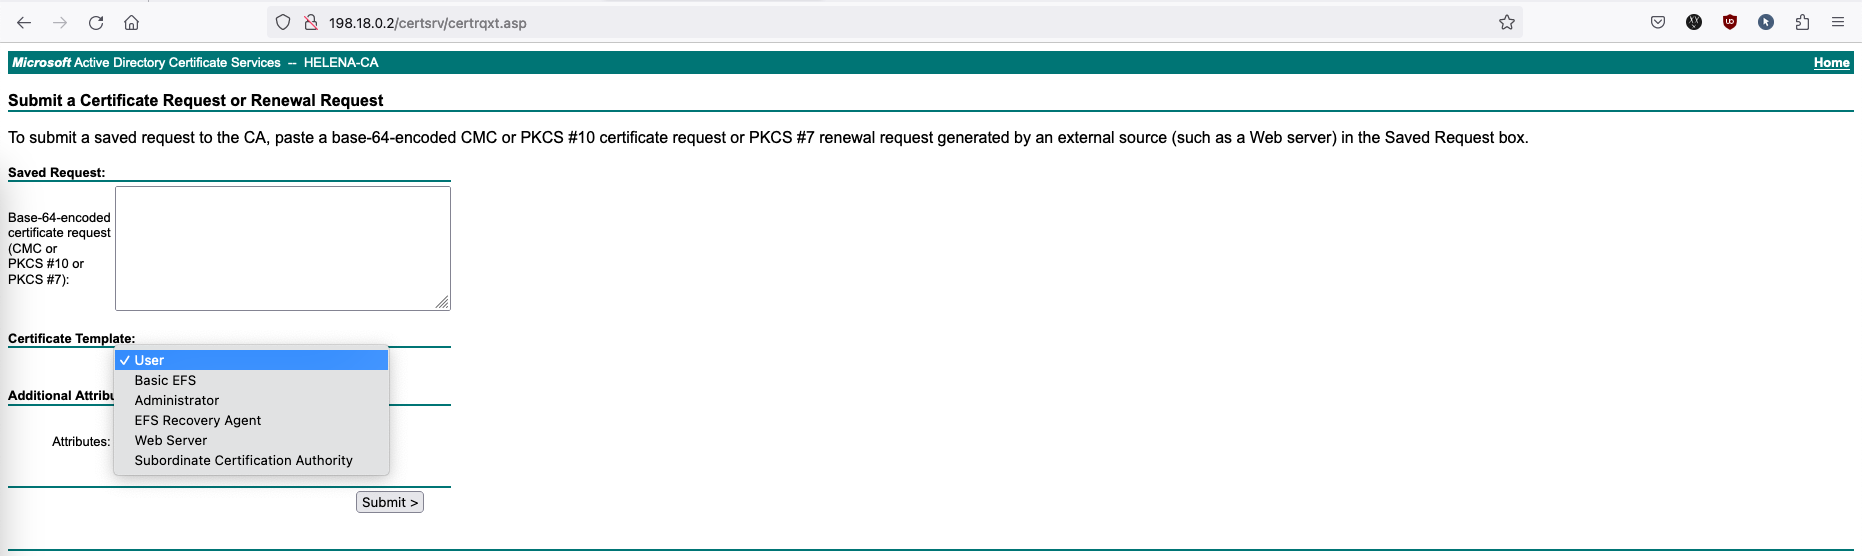 198.18.0.2/certsrv/certrqxt.asp
Microsoft Active Directory Certificate Services -- HELENA-CA
Home
Submit a Certificate Request or Renewal Request
To submit a saved request to the CA, paste a base-64-encoded CMC or PKCS #10 certificate request or PKCS #7 renewal request generated by an external source (such as a Web server) in the Saved Request box.
Saved Request:
Base-64-encoded
certificate request
(CMC or
PKCS #10 or
PKCS #7):
Certificate Template:
✓ User
Basic EFS
Administrator
EFS Recovery Agent
Web Server
Subordinate Certification Authority
Additional Attribu
Attributes:
Submit >